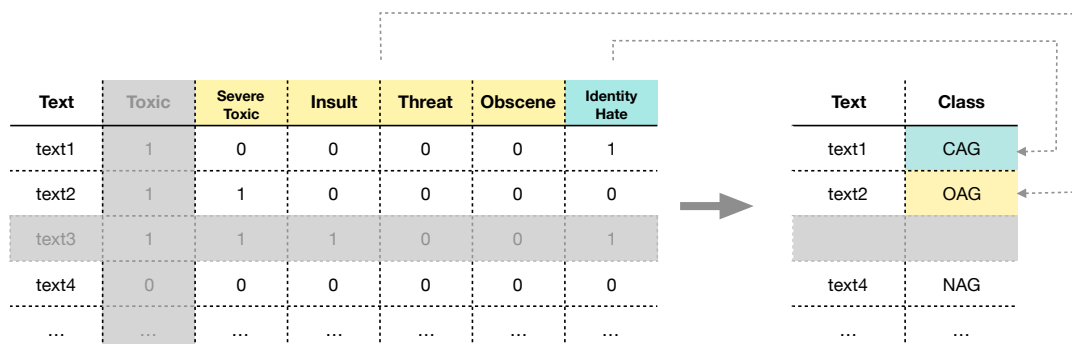 Text Toxic Severe Toxic Insult Threat Obscene Identity Hate
text1 1 0 0 0 0 1
text2 1 1 0 0 0 0
text3 1 1 1 0 0 1
text4 0 0 0 0 0 0
... ... ... ... ... ... ...
Text Class
text1 CAG
text2 OAG
text4 NAG
... ...